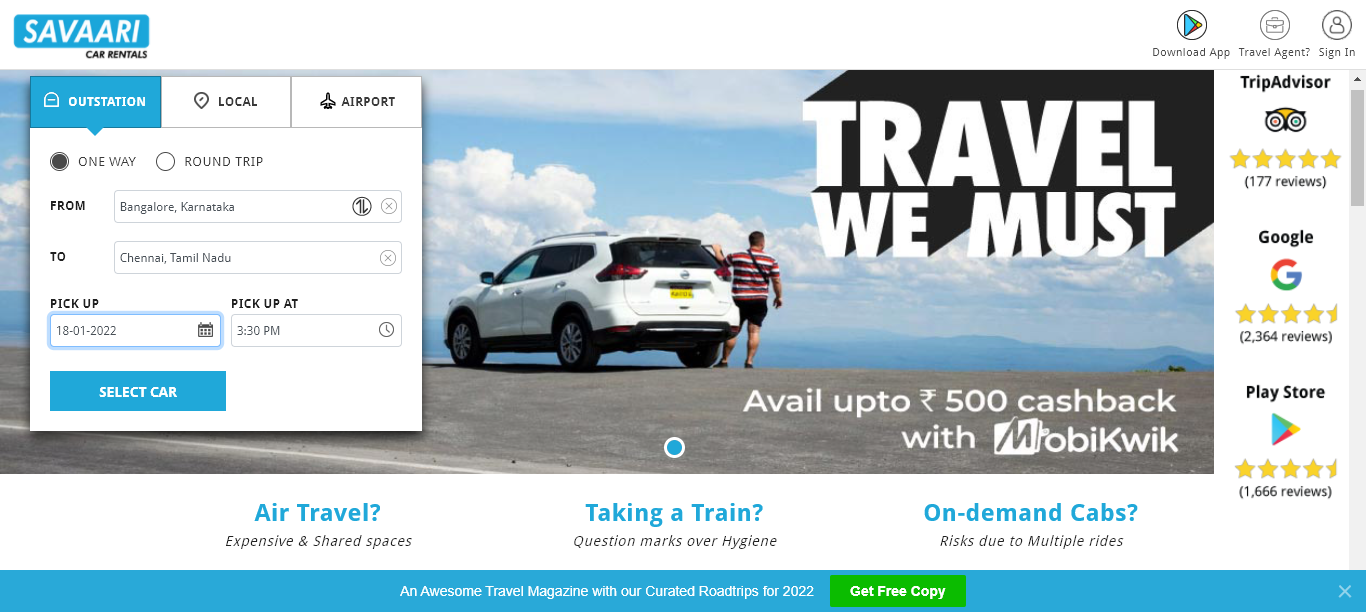 SAVAARI
CAR RENTALS
Download App
Travel Agent?
Sign In
OUTSTATION
LOCAL
AIRPORT
ONE WAY
ROUND TRIP
FROM
Bangalore, Karnataka
TO
Chennai, Tamil Nadu
PICK UP
PICK UP AT
18-01-2022
3:30 PM
SELECT CAR
TRAVEL
WE MUST
Avail upto ₹ 500 cashback
with MobiKwik
TripAdvisor
(177 reviews)
Google
G
(2,364 reviews)
Play Store
(1,666 reviews)
Air Travel?
Expensive & Shared spaces
Taking a Train?
Question marks over Hygiene
On-demand Cabs?
Risks due to Multiple rides
An Awesome Travel Magazine with our Curated Roadtrips for 2022
Get Free Copy